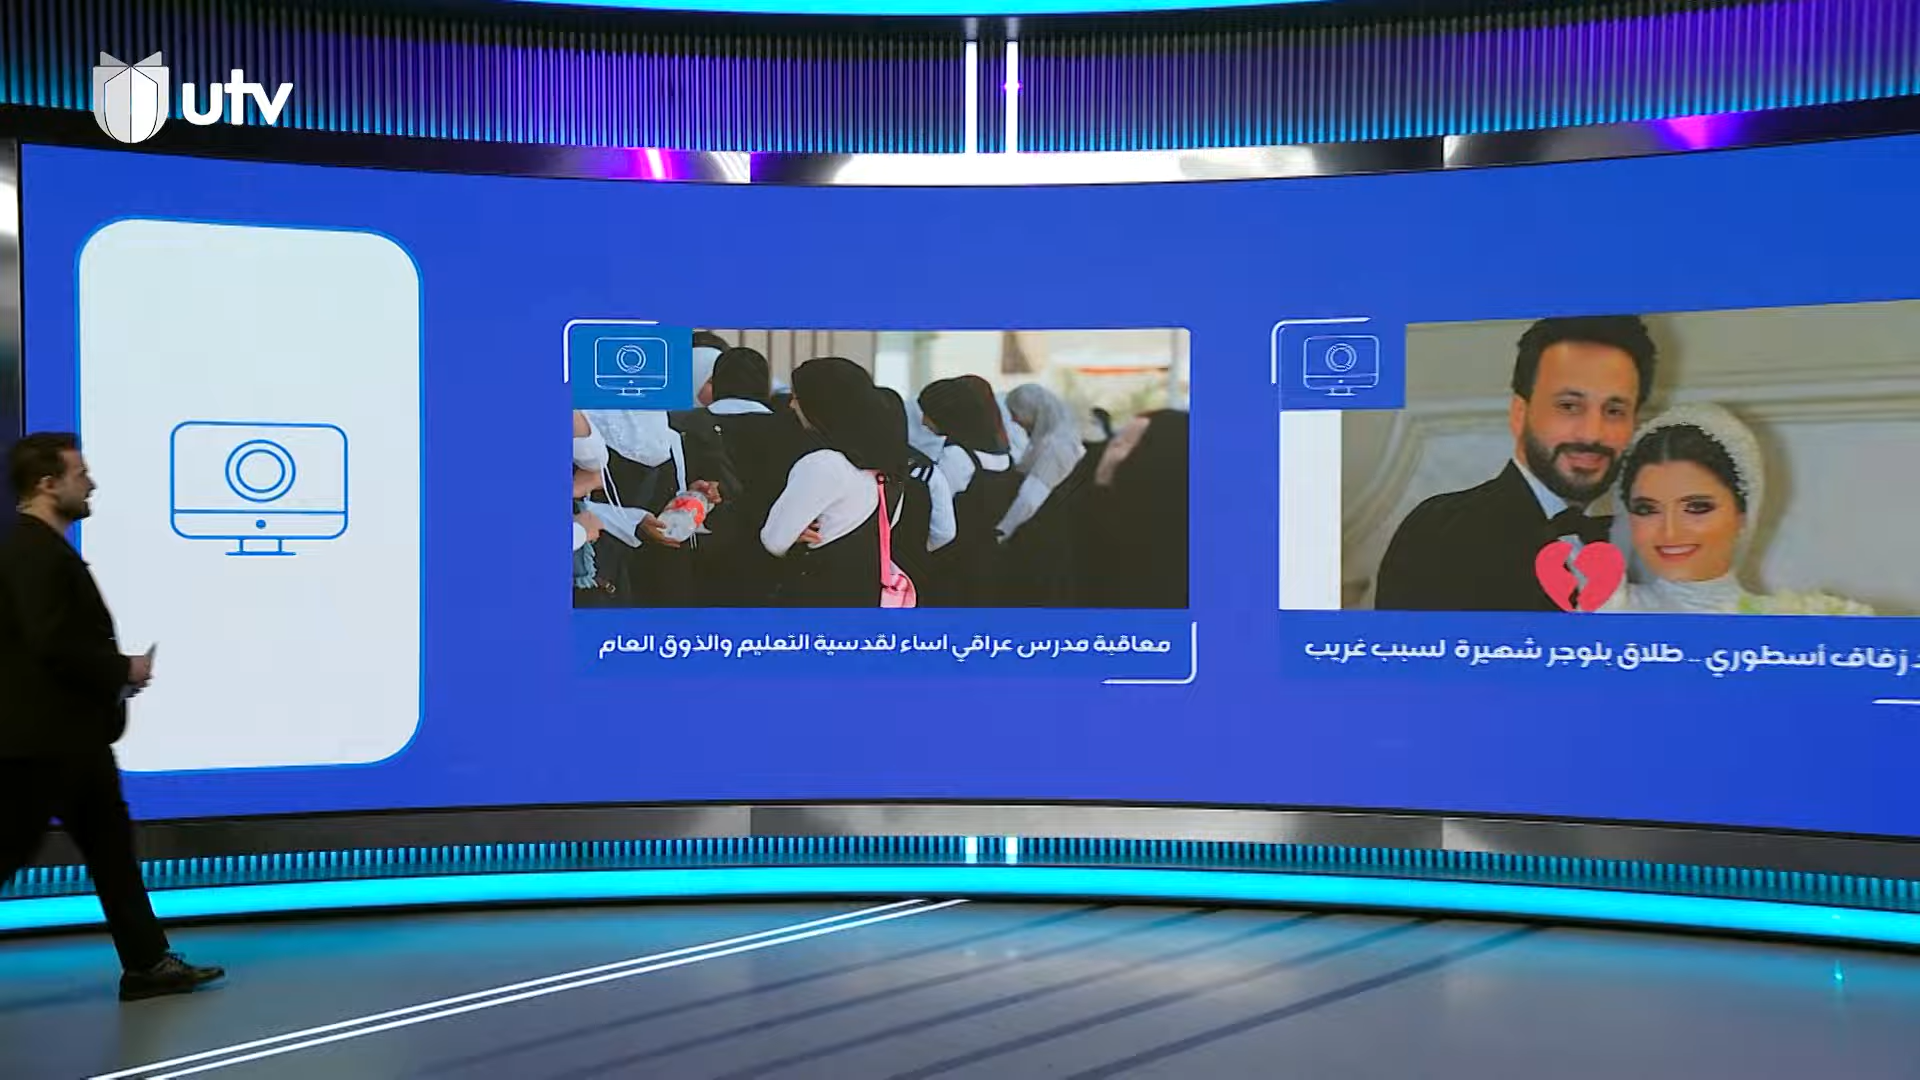 utv
معاقبة مدرس عراقي اساء لقدسية التعليم والذوق العام
زفاف أسطوري .. طلاق بلوجر شهيرة لسبب غريب